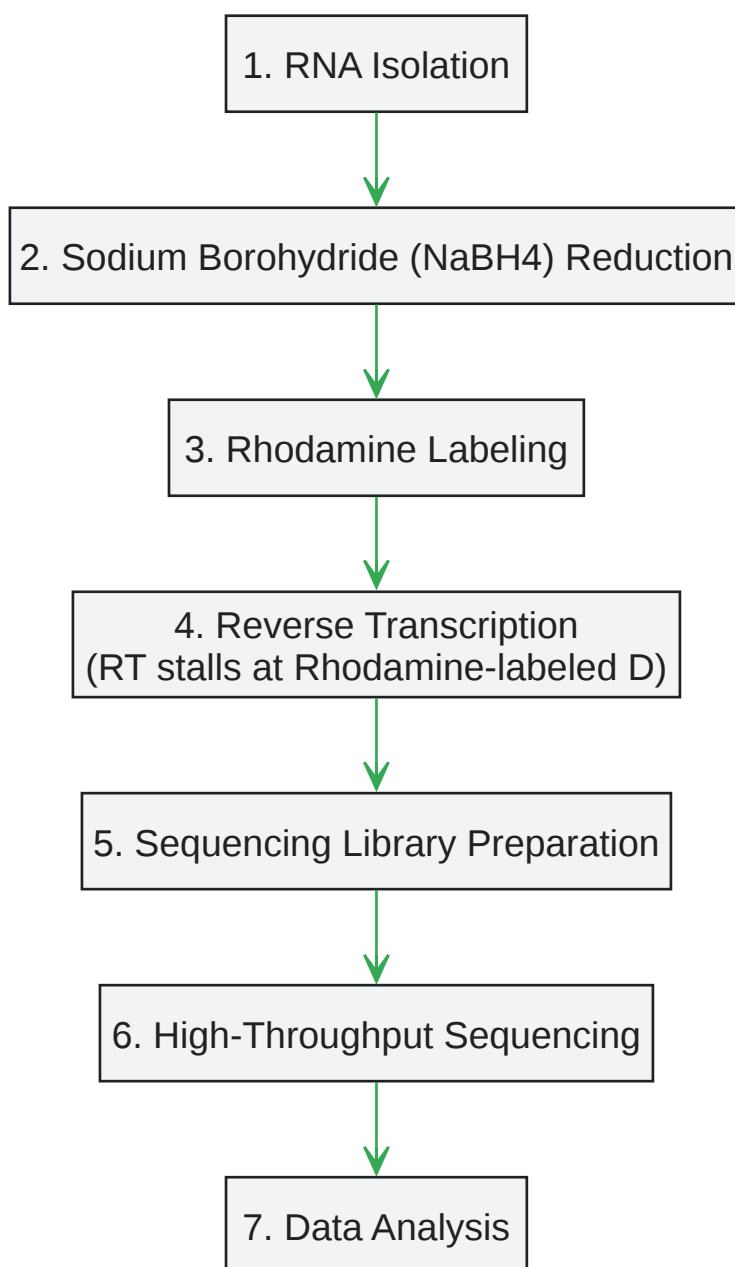 1. RNA Isolation
2. Sodium Borohydride (NaBH4) Reduction
3. Rhodamine Labeling
4. Reverse Transcription
(RT stalls at Rhodamine-labeled D)
5. Sequencing Library Preparation
6. High-Throughput Sequencing
7. Data Analysis